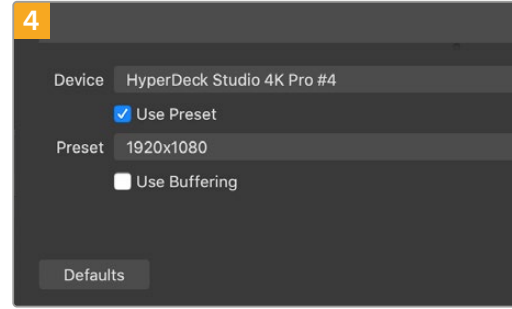 4
Device HyperDeck Studio 4K Pro #4
Use Preset
Preset 1920x1080
Use Buffering
Defaults